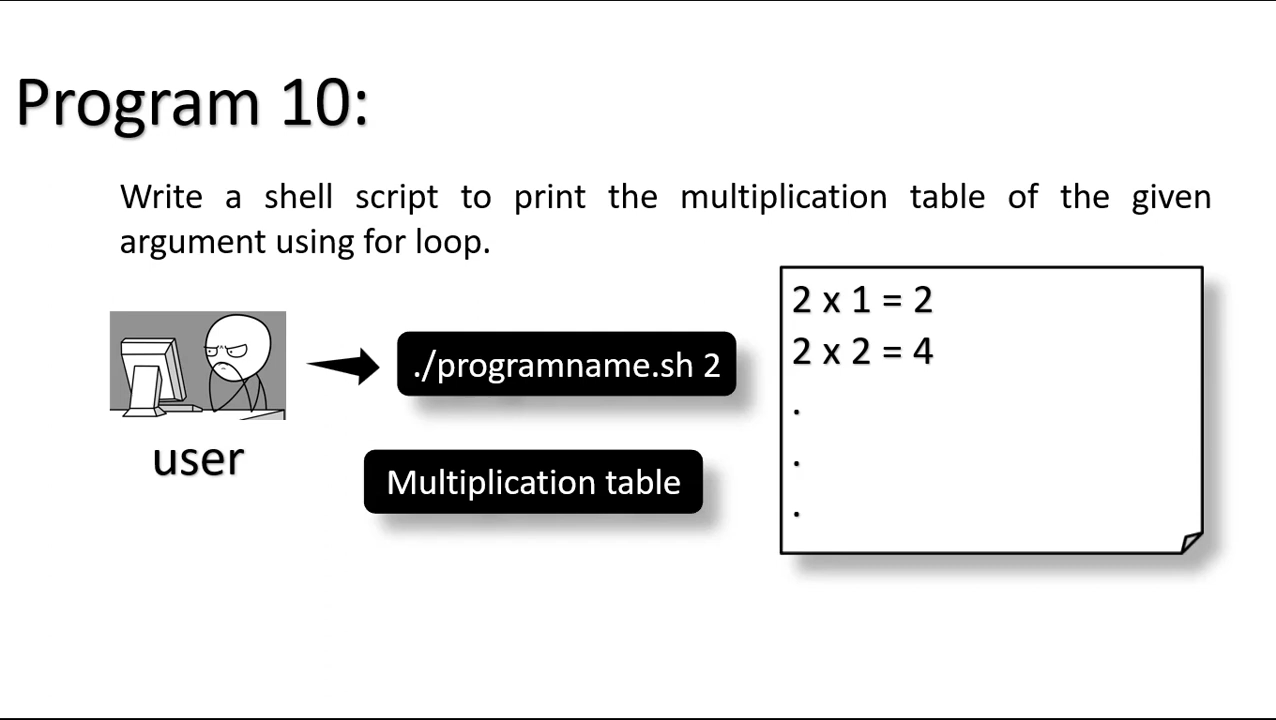 Program 10:
Write a shell script to print the multiplication table of the given
argument using for loop.
./programname.sh 2
user
Multiplication table
2 x 1 = 2
2 x 2 = 4
.
.
.